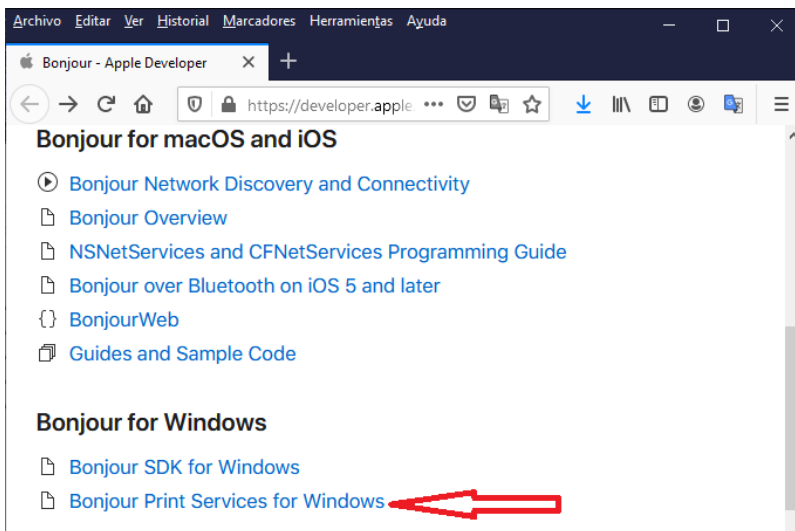 Archivo Editar Ver Historial Marcadores Herramientas Ayuda
Bonjour - Apple Developer
https://developer.apple.
Bonjour for macOS and iOS
Bonjour Network Discovery and Connectivity
Bonjour Overview
NSNetServices and CFNetServices Programming Guide
Bonjour over Bluetooth on iOS 5 and later
{} BonjourWeb
Guides and Sample Code
Bonjour for Windows
Bonjour SDK for Windows
Bonjour Print Services for Windows